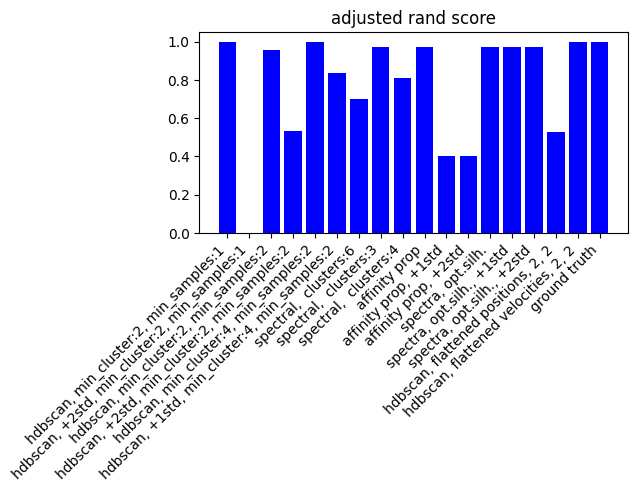 adjusted rand score
1.0
0.8
0.6
0.4
0.2
0.0
hdbscan, min_cluster:2, min_samples:1
hdbscan, +2std, min_cluster:2, min_samples:1
hdbscan, min_cluster:2, min_samples:2
hdbscan, +2std, min_cluster:2, min_samples:2
hdbscan, min_cluster:4, min_samples:2
hdbscan, +1std, min_cluster:4, min_samples:2
spectral,  clusters:6
spectral,  clusters:3
spectral,  clusters:4
affinity prop
affinity prop, +1std
affinity prop, +2std
spectra, opt.silh.
spectra, opt.silh., +1std
spectra, opt.silh., +2std
hdbscan, flattened positions, 2, 2
hdbscan, flattened velocities, 2, 2
ground truth